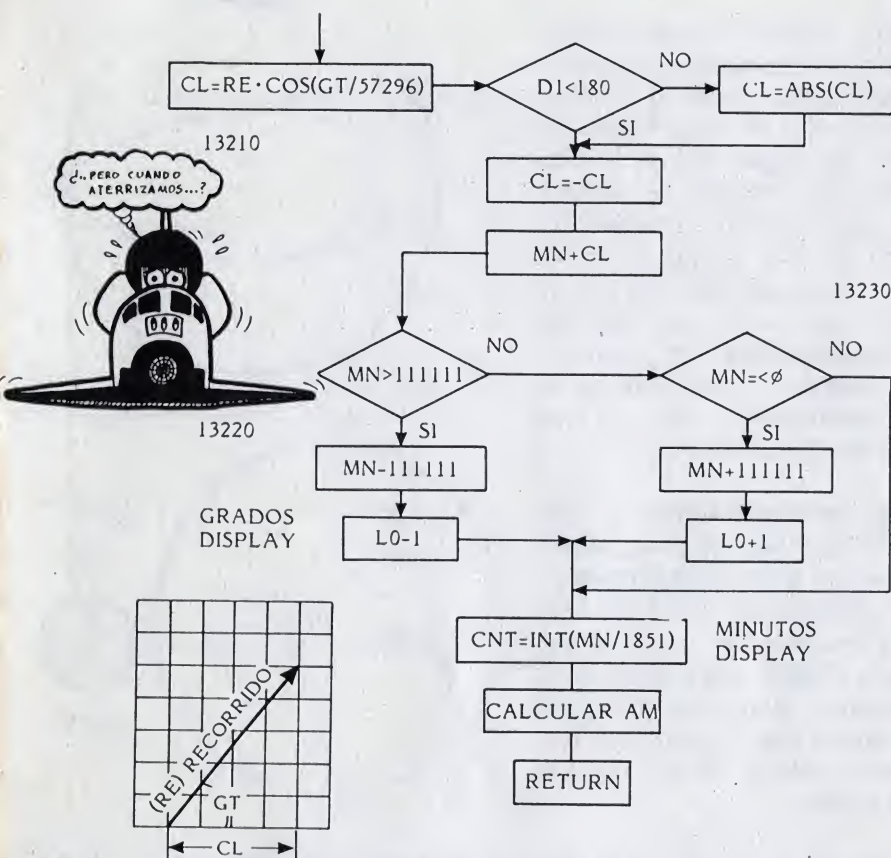 CL=RE·COS(GT/57296)
D1<180
NO
CL=ABS(CL)
SI
13210
¿..PERO CUANDO
ATERRIZAMOS...?
CL=-CL
MN+CL
13230
MN>111111
NO
MN=<ø
NO
13220
SI
SI
MN-111111
MN+111111
GRADOS
DISPLAY
L0-1
L0+1
CNT=INT(MN/1851)
MINUTOS
DISPLAY
CALCULAR AM
RETURN
(RE) RECORRIDO
GT
CL